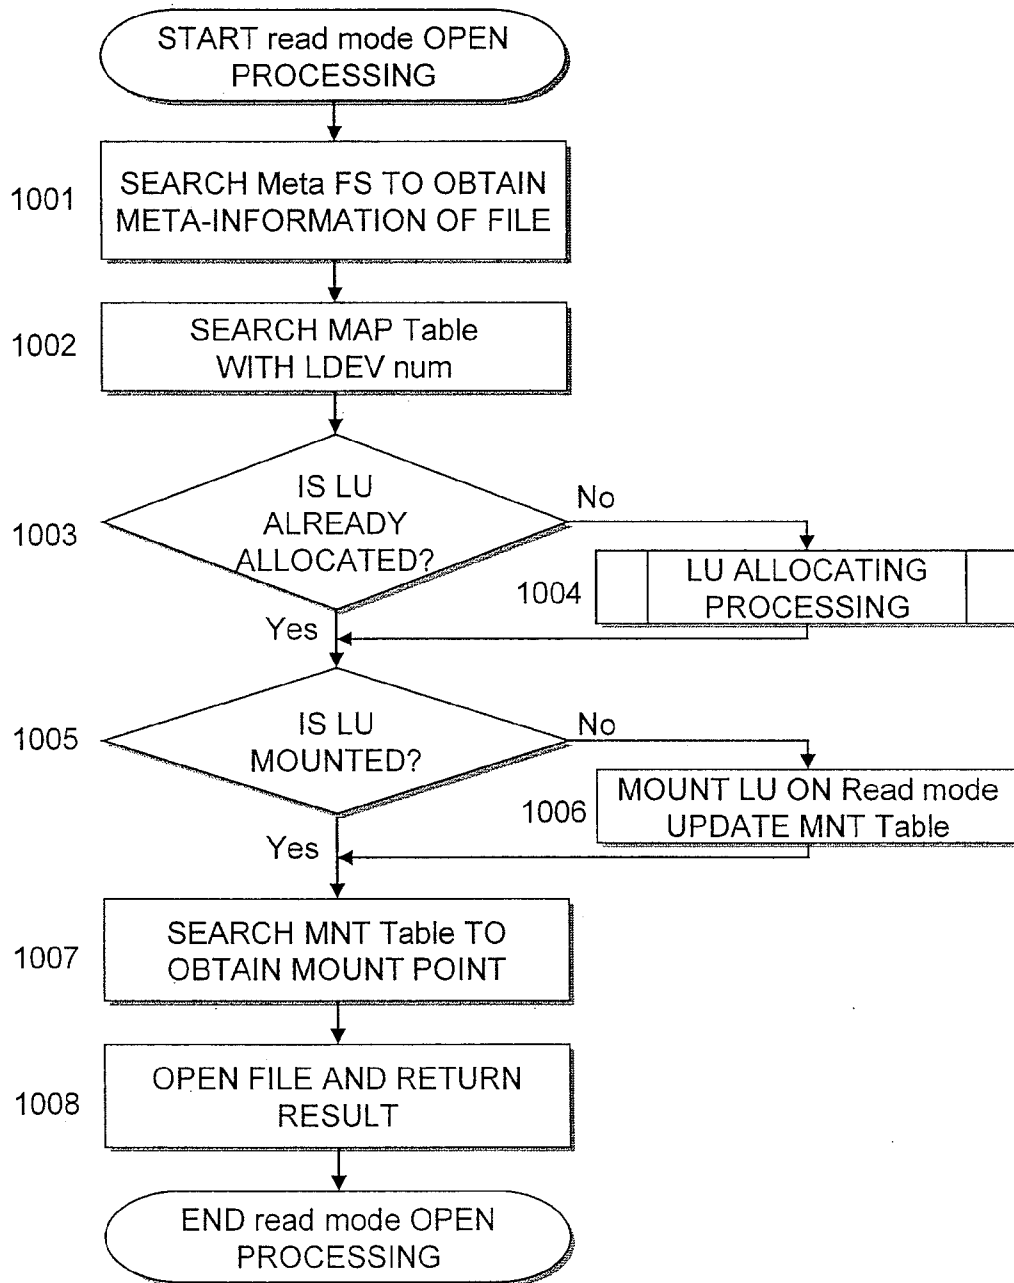 START read mode OPEN
PROCESSING
1001
SEARCH Meta FS TO OBTAIN
META-INFORMATION OF FILE
1002
SEARCH MAP Table
WITH LDEV num
1003
IS LU
ALREADY
ALLOCATED?
No
1004
LU ALLOCATING
PROCESSING
Yes
1005
IS LU
MOUNTED?
No
1006
MOUNT LU ON Read mode
UPDATE MNT Table
Yes
1007
SEARCH MNT Table TO
OBTAIN MOUNT POINT
1008
OPEN FILE AND RETURN
RESULT
END read mode OPEN
PROCESSING